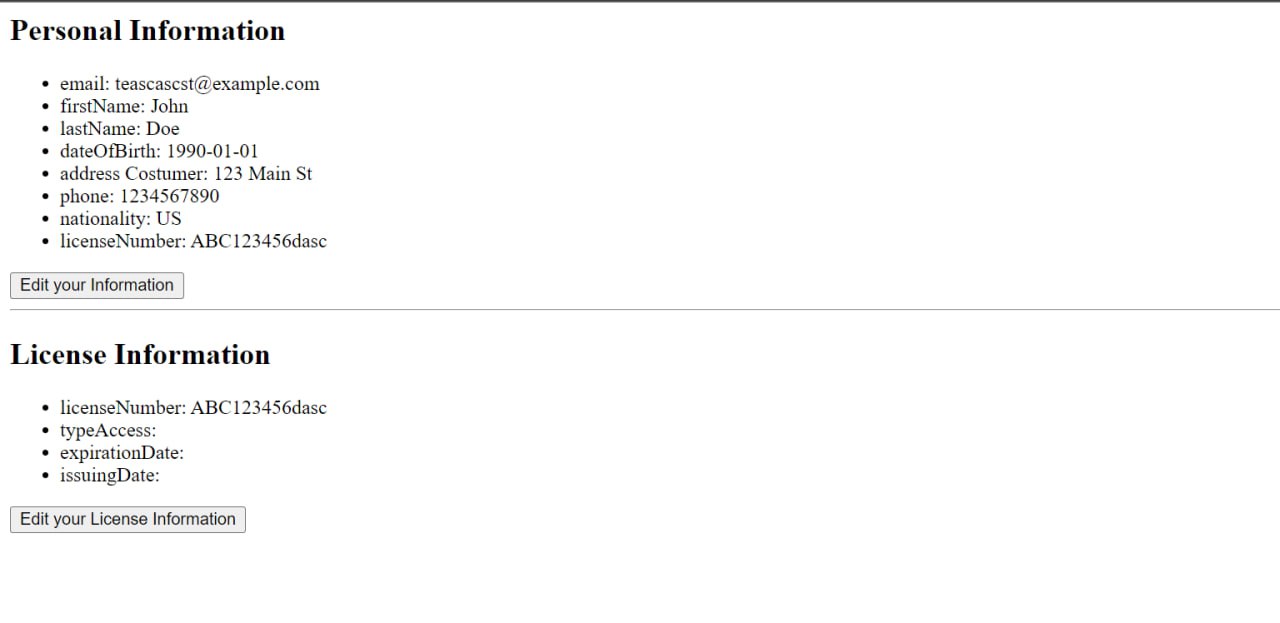 Personal Information
• email: teascascst@example.com
• firstName: John
• lastName: Doe
• dateOfBirth: 1990-01-01
• address Costumer: 123 Main St
• phone: 1234567890
• nationality: US
• licenseNumber: ABC123456dasc
Edit your Information
License Information
• licenseNumber: ABC123456dasc
• typeAccess:
• expirationDate:
• issuingDate:
Edit your License Information